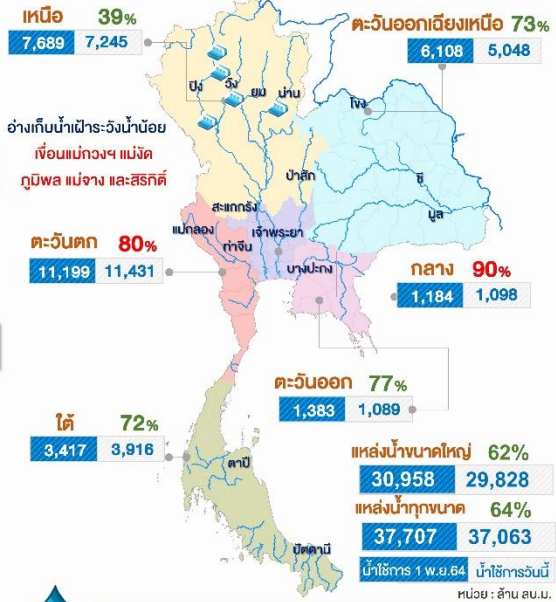 เหนือ 39%
7,689 7,245
ตะวันออกเฉียงเหนือ 73%
6,108 5,048
ปิง
วัง
ยม
น่าน
โขง
อ่างเก็บน้ำเฝ้าระวังน้ำน้อย
เขื่อนแม่กวงฯ แม่งัด
ภูมิพล แม่จาง และสิริกิติ์
ป่าสัก
ชี
มูล
สะแกกรัง
แม่กลอง
ท่าจีน
เจ้าพระยา
บางปะกง
ตะวันตก 80%
11,199 11,431
กลาง 90%
1,184 1,098
ตะวันออก 77%
1,383 1,089
ใต้ 72%
3,417 3,916
ตาปี
ปัตตานี
แหล่งน้ำขนาดใหญ่ 62%
30,958 29,828
แหล่งน้ำทุกขนาด 64%
37,707 37,063
น้ำใช้การ 1 พ.ย.64 น้ำใช้การวันนี้
หน่วย : ล้าน ลบ.ม.